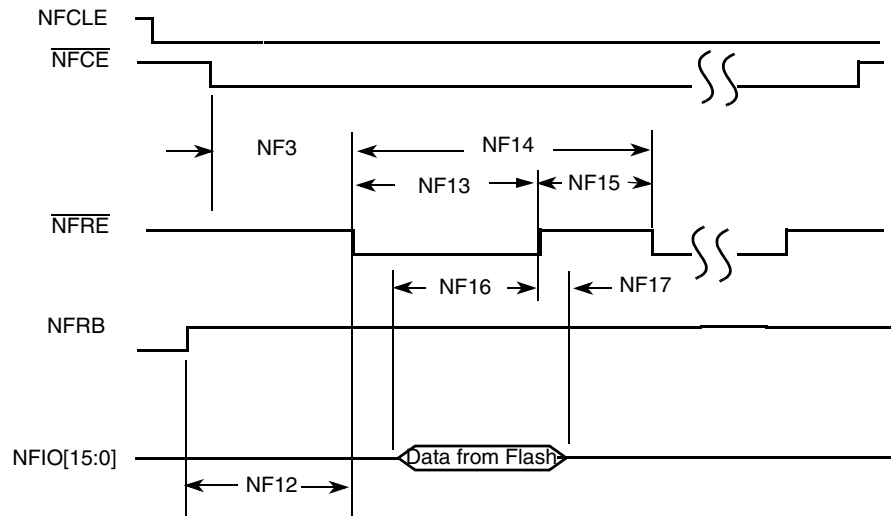 NFCLE
NFCE
NF3
NF14
NF13
NF15
NFRE
NF16
NF17
NFRB
NFIO[15:0]
Data from Flash
NF12